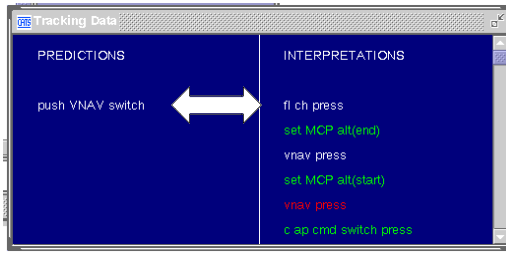 CATS Tracking Data
PREDICTIONS
push VNAV switch
INTERPRETATIONS
fl ch press
set MCP alt(end)
vnav press
set MCP alt(start)
vnav press
c ap cmd switch press